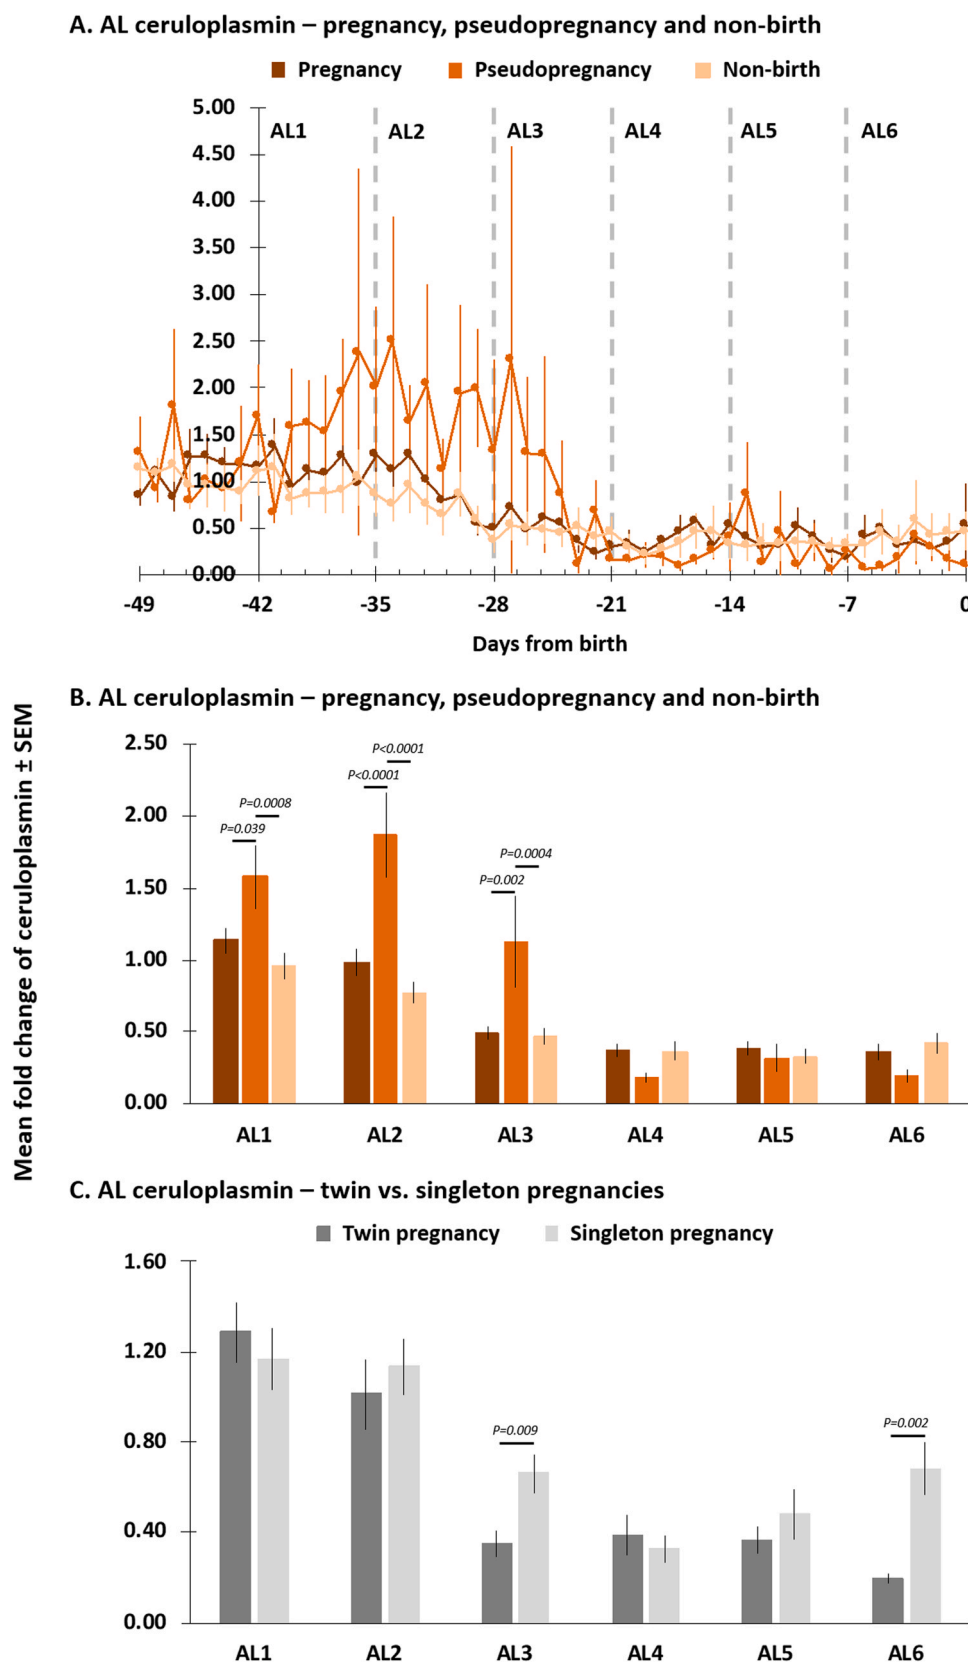 A. AL ceruloplasmin – pregnancy, pseudopregnancy and non-birth
Pregnancy Pseudopregnancy Non-birth
5.00
AL1 AL2 AL3 AL4 AL5 AL6
4.50
4.00
3.50
3.00
2.50
2.00
1.50
1.00
0.50
0.00
-49 -42 -35 -28 -21 -14 -7 0
Days from birth
Mean fold change of ceruloplasmin ± SEM
B. AL ceruloplasmin – pregnancy, pseudopregnancy and non-birth
2.50
P<0.0001
P<0.0001
P=0.0008
2.00
P=0.039
P=0.0004
P=0.002
1.50
1.00
0.50
0.00
AL1 AL2 AL3 AL4 AL5 AL6
C. AL ceruloplasmin – twin vs. singleton pregnancies
Twin pregnancy Singleton pregnancy
1.60
1.20
P=0.009 P=0.002
0.80
0.40
0.00
AL1 AL2 AL3 AL4 AL5 AL6